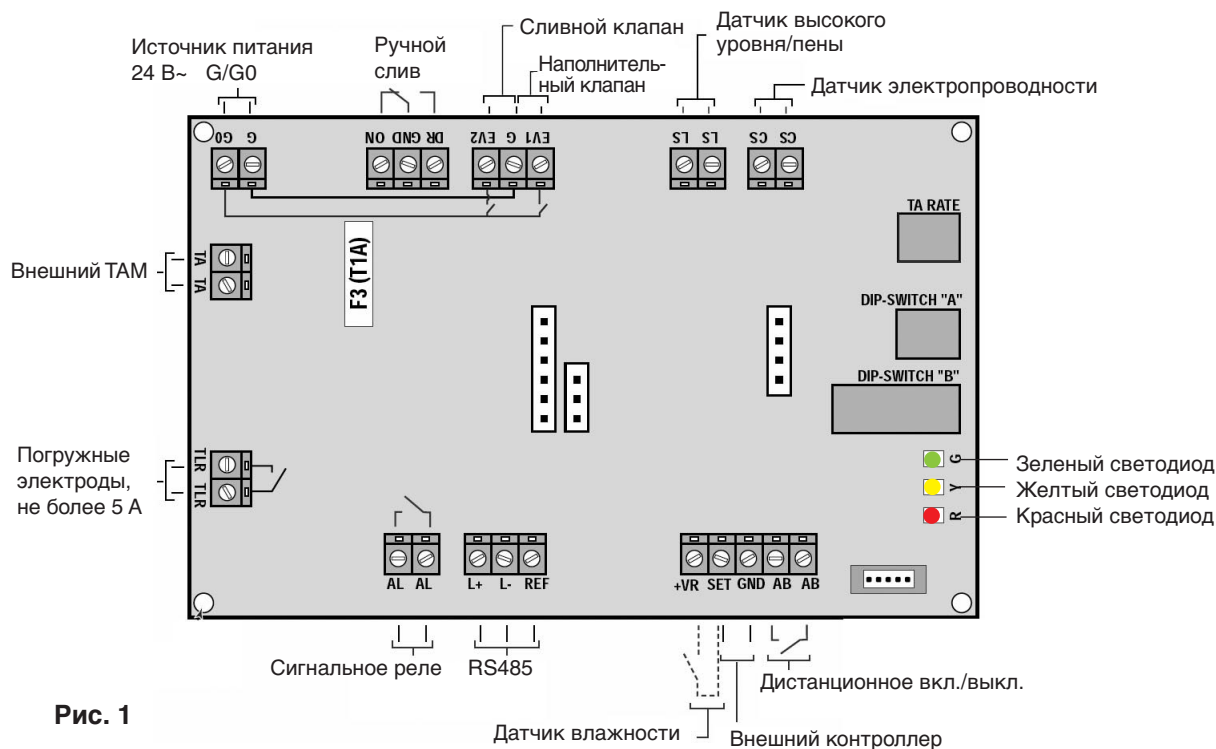 Сливной клапан
Датчик высокого
уровня/пены
Источник питания
24 В~ G/G0
Ручной
слив
Наполнитель-
ный клапан
Датчик электропроводности
G0 G
ON GND DR
EV2 G EV1
LS LS
CS CS
TA RATE
Внешний TAM
TA
TA
F3 (T1A)
DIP-SWITCH "A"
DIP-SWITCH "B"
Погружные
электроды,
не более 5 А
TLR
TLR
G
Зеленый светодиод
Y
Желтый светодиод
R
Красный светодиод
AL AL
L+ L- REF
+VR SET GND AB AB
Сигнальное реле
RS485
Дистанционное вкл./выкл.
Рис. 1
Датчик влажности
Внешний контроллер